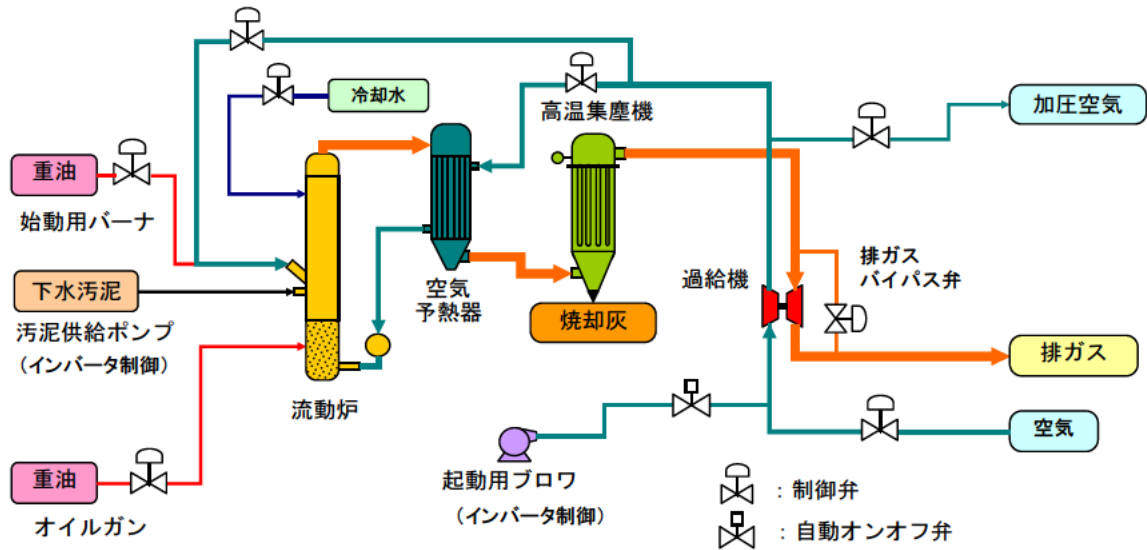 冷却水
高温集塵機
加圧空気
重油
始動用バーナ
下水汚泥
汚泥供給ポンプ
(インバータ制御)
空気
予熱器
焼却灰
過給機
排ガス
バイパス弁
排ガス
流動炉
空気
重油
オイルガン
起動用ブロワ
(インバータ制御)
：制御弁
：自動オンオフ弁